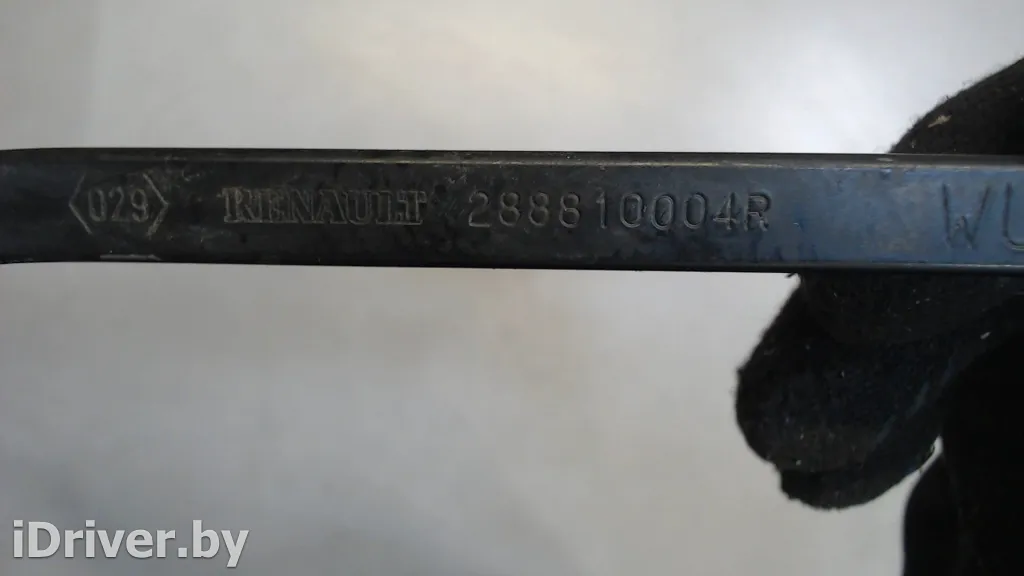 <029> RENAULT 288810004R
iDriver.by